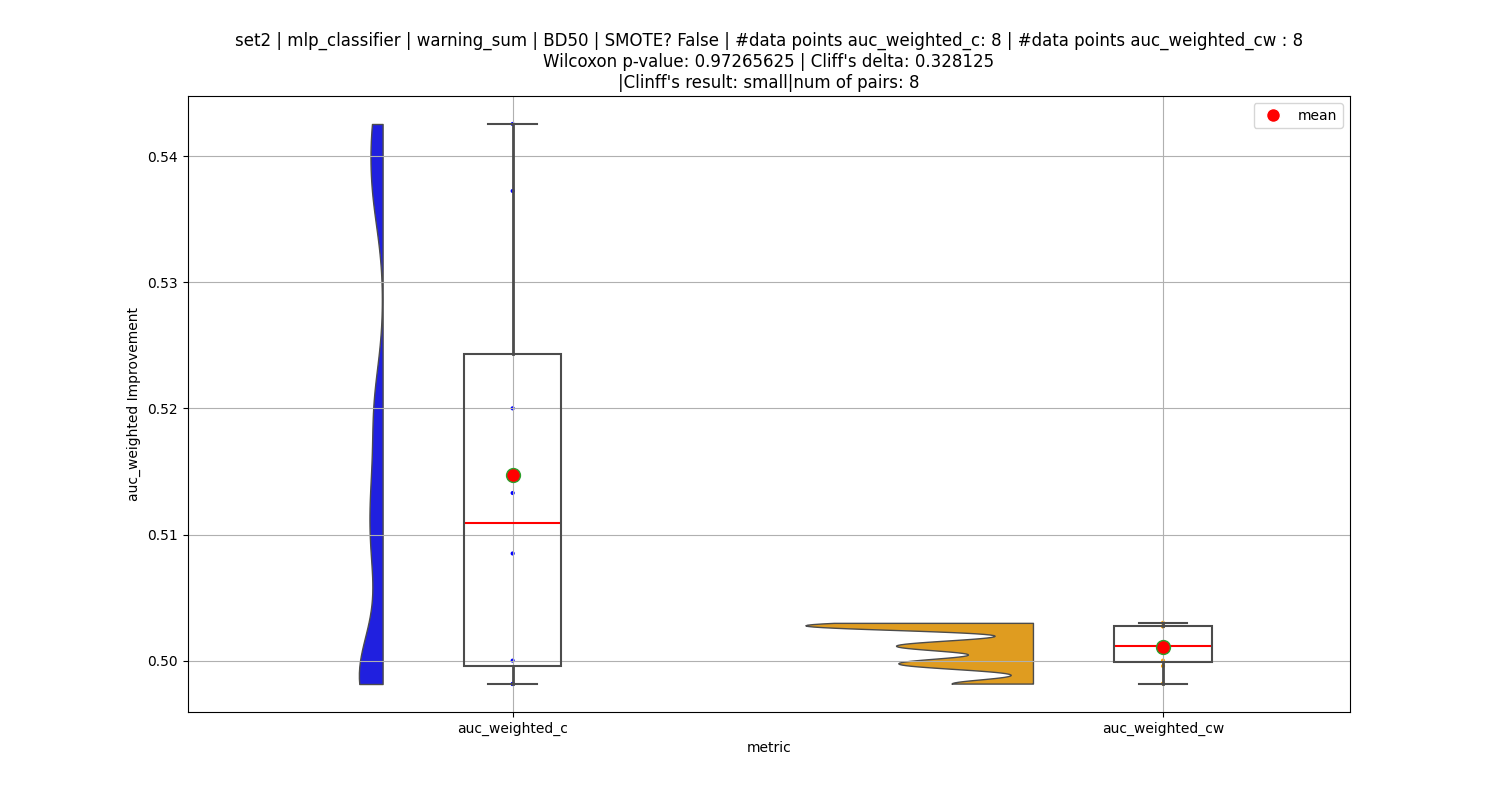 set2 | mlp_classifier | warning_sum | BD50 | SMOTE? False | #data points auc_weighted_c: 8 | #data points auc_weighted_cw : 8
Wilcoxon p-value: 0.97265625 | Cliff's delta: 0.328125
|Clinff's result: small|num of pairs: 8
mean
0.54
0.53
0.52
0.51
0.50
auc_weighted Improvement
auc_weighted_c
auc_weighted_cw
metric